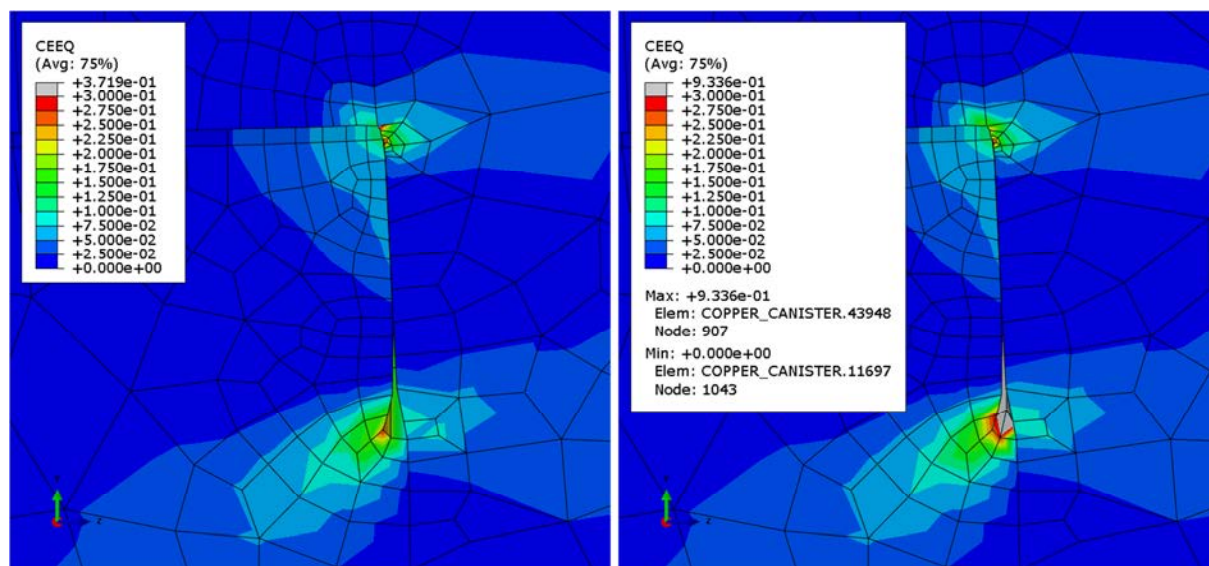 CEEQ
(Avg: 75%)
+3.719e-01
+3.000e-01
+2.750e-01
+2.500e-01
+2.250e-01
+2.000e-01
+1.750e-01
+1.500e-01
+1.250e-01
+1.000e-01
+7.500e-02
+5.000e-02
+2.500e-02
+0.000e+00
CEEQ
(Avg: 75%)
+9.336e-01
+3.000e-01
+2.750e-01
+2.500e-01
+2.250e-01
+2.000e-01
+1.750e-01
+1.500e-01
+1.250e-01
+1.000e-01
+7.500e-02
+5.000e-02
+2.500e-02
+0.000e+00
Max: +9.336e-01
Elem: COPPER_CANISTER.43948
Node: 907
Min: +0.000e+00
Elem: COPPER_CANISTER.11697
Node: 1043